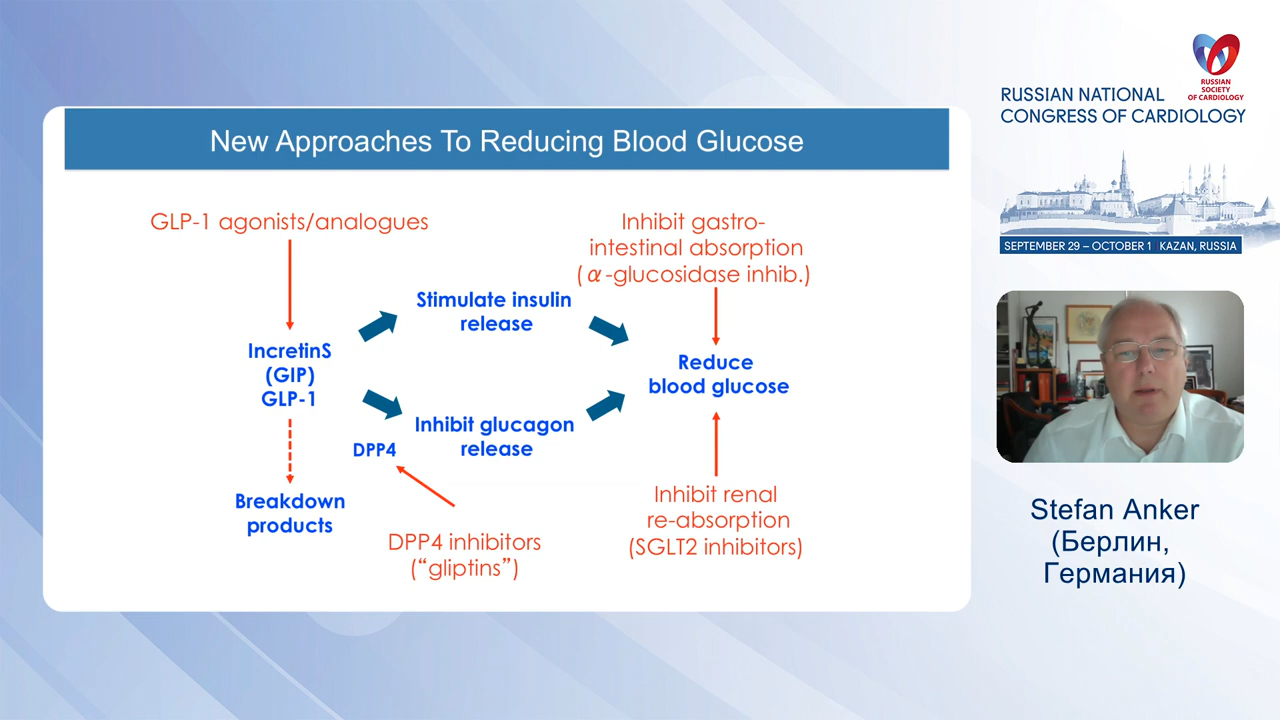 New Approaches To Reducing Blood Glucose
GLP-1 agonists/analogues
Inhibit gastro-
intestinal absorption
(α-glucosidase inhib.)
Stimulate insulin
release
IncretinS
(GIP)
GLP-1
Reduce
blood glucose
Inhibit glucagon
release
DPP4
Breakdown
products
DPP4 inhibitors
(“gliptins”)
Inhibit renal
re-absorption
(SGLT2 inhibitors)
RUSSIAN
SOCIETY
OF CARDIOLOGY
RUSSIAN NATIONAL
CONGRESS OF CARDIOLOGY
SEPTEMBER 29 – OCTOBER 1 KAZAN, RUSSIA
Stefan Anker
(Берлин,
Германия)